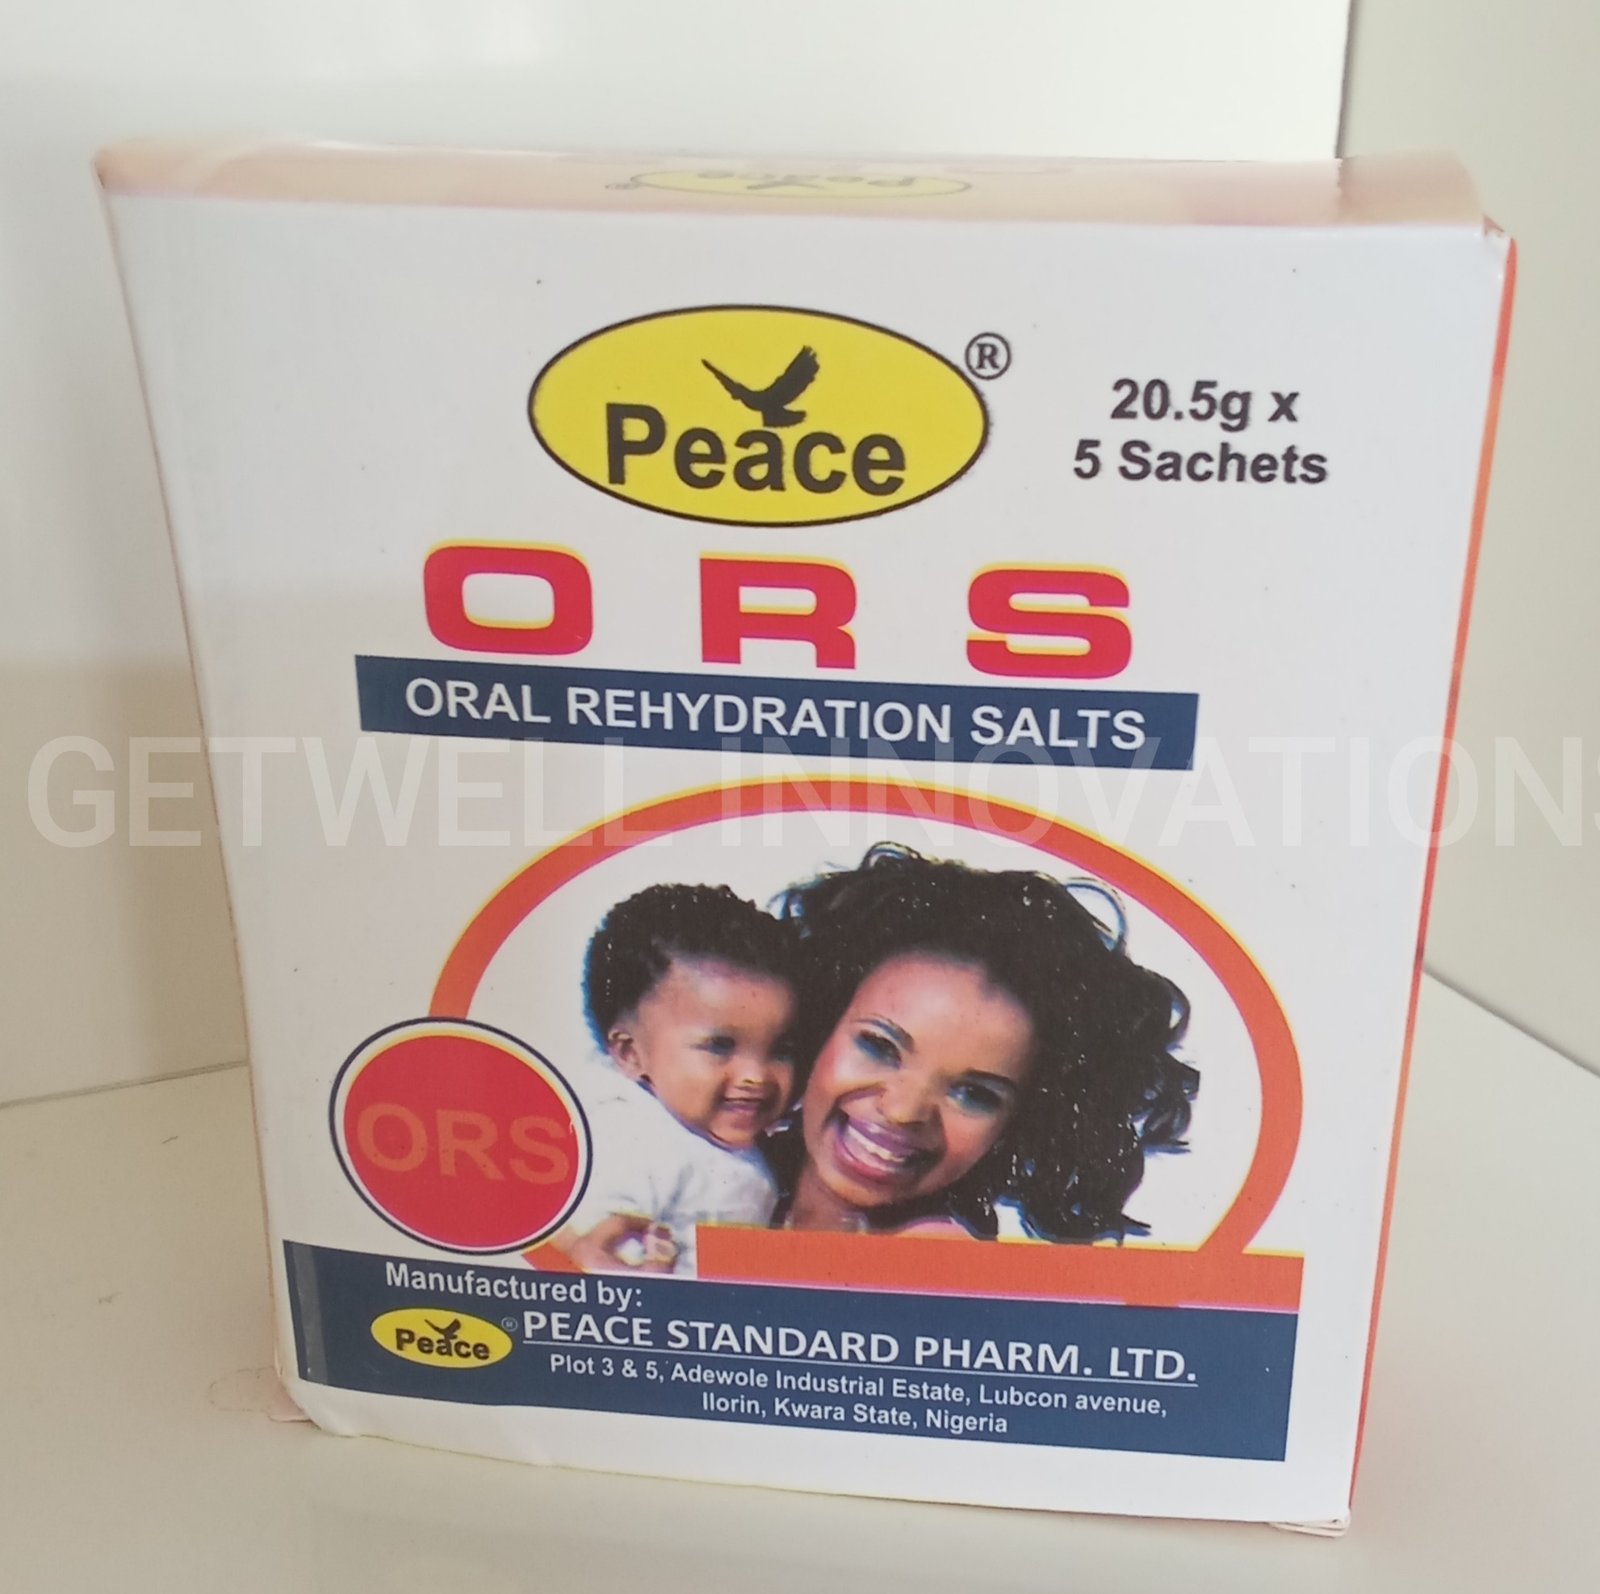 Peace
Peace ®
20.5g x
5 Sachets
ORS
ORAL REHYDRATION SALTS
GETWELL INNOVATIONS
ORS
Manufactured by:
Peace ® PEACE STANDARD PHARM. LTD.
Plot 3 & 5, Adewole Industrial Estate, Lubcon avenue,
Ilorin, Kwara State, Nigeria